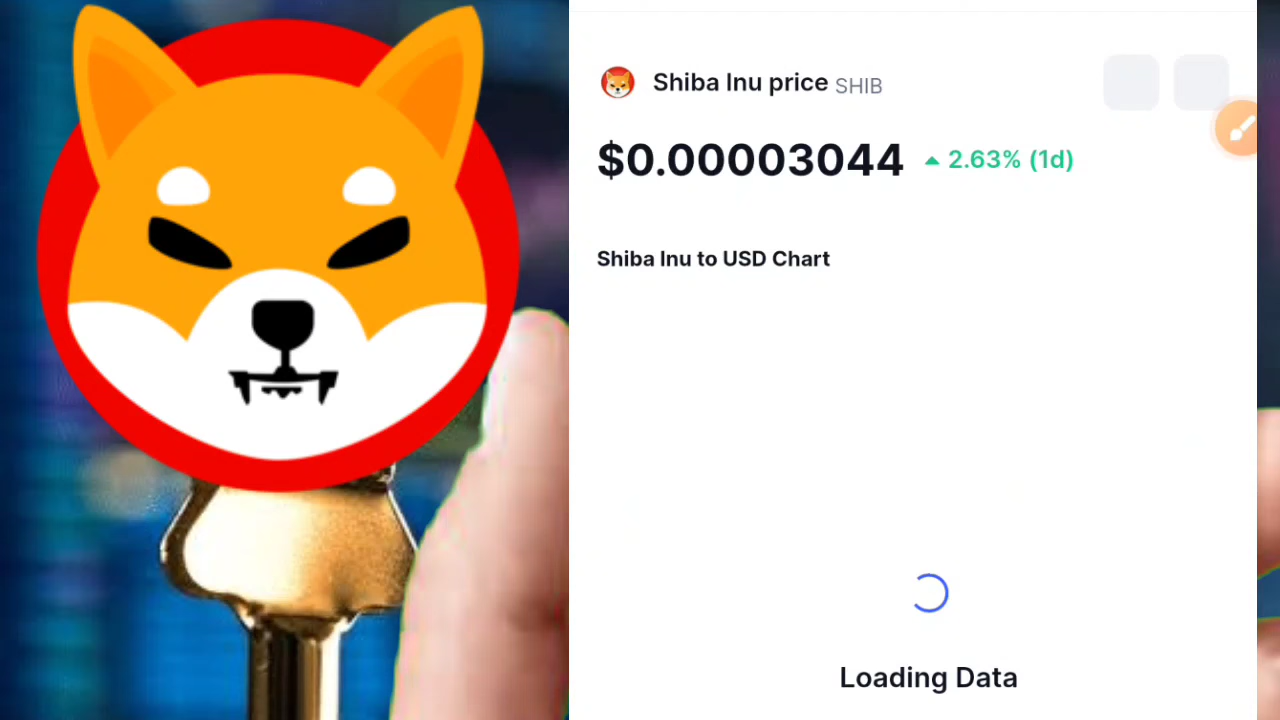 Shiba Inu price SHIB
$0.00003044 2.63% (1d)
Shiba Inu to USD Chart
Loading Data